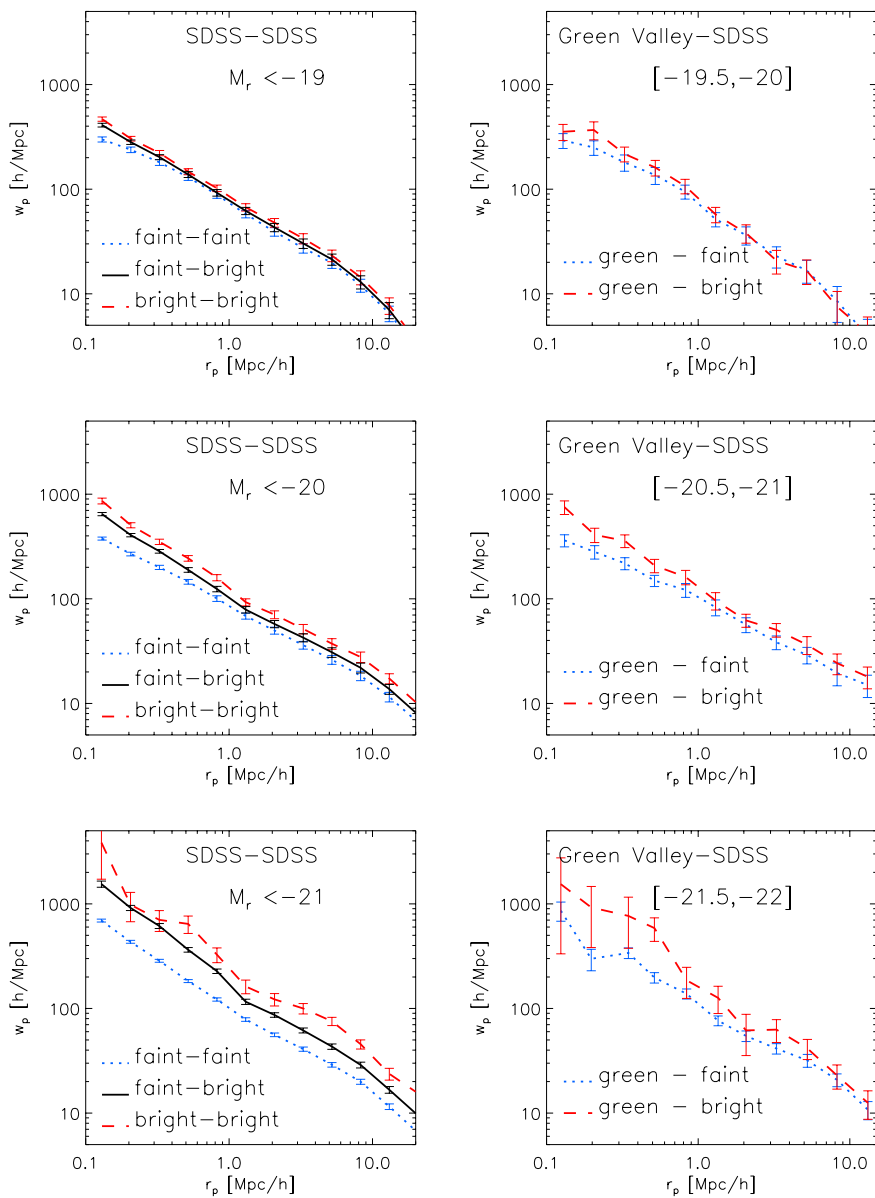 SDSS−SDSS
M_r <−19
w_p [h/Mpc]
1000
100
10
faint−faint
faint−bright
bright−bright
0.1 1.0 10.0
r_p [Mpc/h]
Green Valley−SDSS
[−19.5,−20]
w_p [h/Mpc]
1000
100
10
green − faint
green − bright
0.1 1.0 10.0
r_p [Mpc/h]
SDSS−SDSS
M_r <−20
w_p [h/Mpc]
1000
100
10
faint−faint
faint−bright
bright−bright
0.1 1.0 10.0
r_p [Mpc/h]
Green Valley−SDSS
[−20.5,−21]
w_p [h/Mpc]
1000
100
10
green − faint
green − bright
0.1 1.0 10.0
r_p [Mpc/h]
SDSS−SDSS
M_r <−21
w_p [h/Mpc]
1000
100
10
faint−faint
faint−bright
bright−bright
0.1 1.0 10.0
r_p [Mpc/h]
Green Valley−SDSS
[−21.5,−22]
w_p [h/Mpc]
1000
100
10
green − faint
green − bright
0.1 1.0 10.0
r_p [Mpc/h]